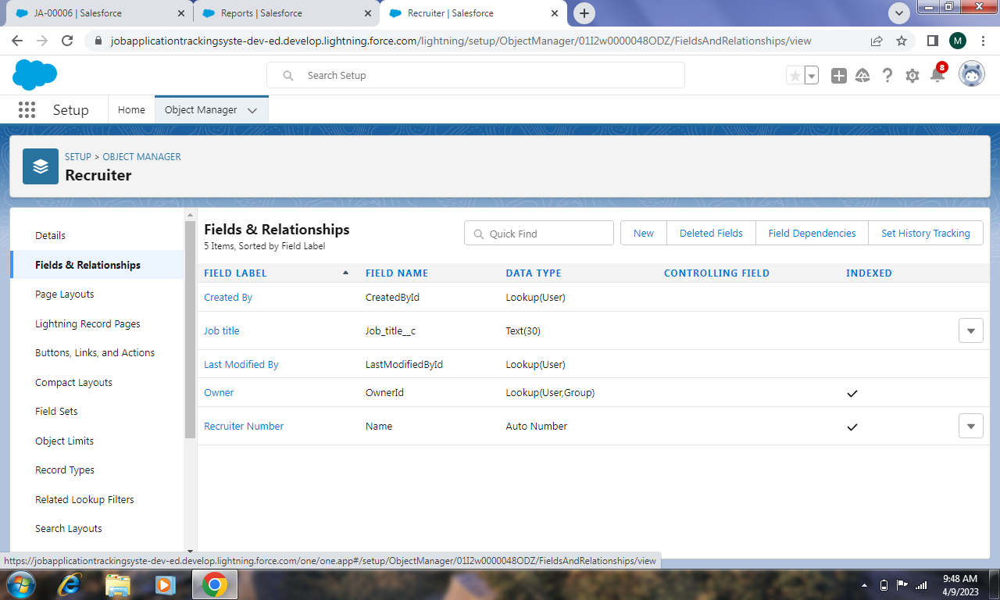 JA-00006 | Salesforce
Reports | Salesforce
Recruiter | Salesforce
jobapplicationtrackingsyste-dev-ed.develop.lightning.force.com/lightning/setup/ObjectManager/01I2w0000048ODZ/FieldsAndRelationships/view
M
Search Setup
8
Setup
Home
Object Manager
SETUP > OBJECT MANAGER
Recruiter
Details
Fields & Relationships
Page Layouts
Lightning Record Pages
Buttons, Links, and Actions
Compact Layouts
Field Sets
Object Limits
Record Types
Related Lookup Filters
Search Layouts
Fields & Relationships
5 Items, Sorted by Field Label
Quick Find
New
Deleted Fields
Field Dependencies
Set History Tracking
FIELD LABEL FIELD NAME DATA TYPE CONTROLLING FIELD INDEXED
Created By CreatedById Lookup(User)
Job title Job_title__c Text(30)
Last Modified By LastModifiedById Lookup(User)
Owner OwnerId Lookup(User,Group)
Recruiter Number Name Auto Number
https://jobapplicationtrackingsyste-dev-ed.develop.lightning.force.com/one/one.app#/setup/ObjectManager/01I2w0000048ODZ/FieldsAndRelationships/view
9:48 AM
4/9/2023